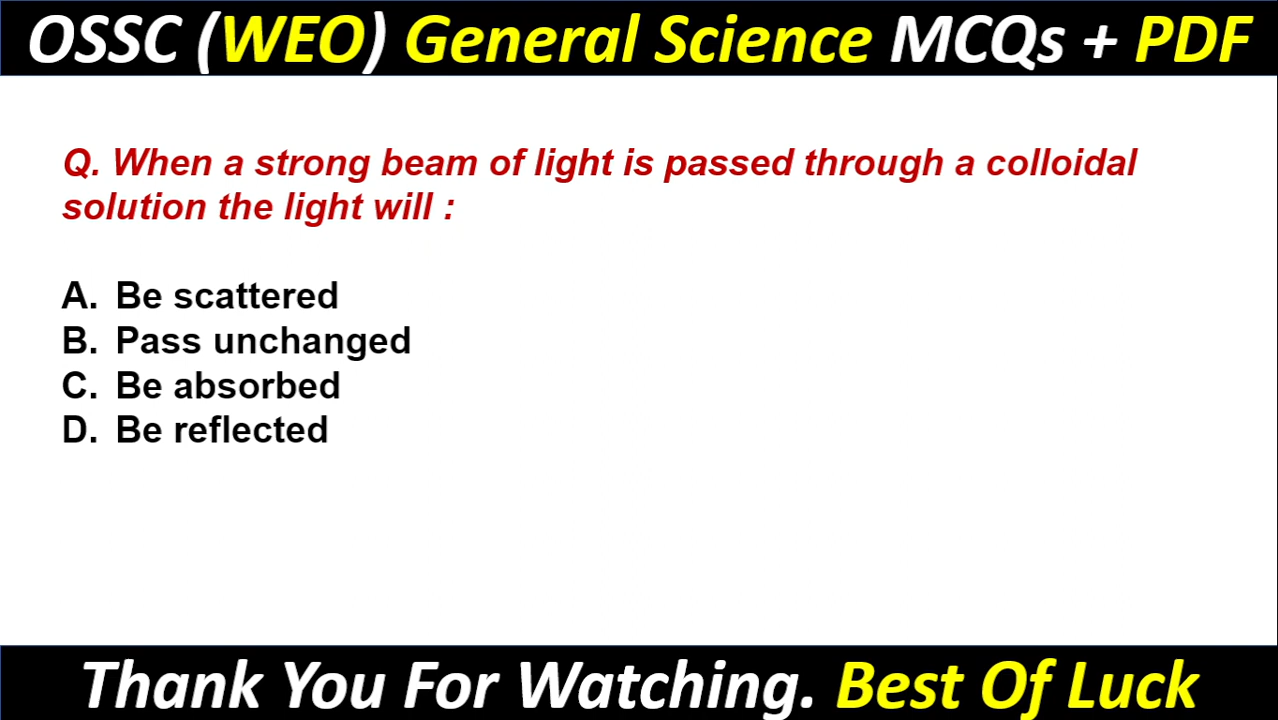 OSSC (WEO) General Science MCQs + PDF
Q. When a strong beam of light is passed through a colloidal
solution the light will :
A. Be scattered
B. Pass unchanged
C. Be absorbed
D. Be reflected
Thank You For Watching. Best Of Luck